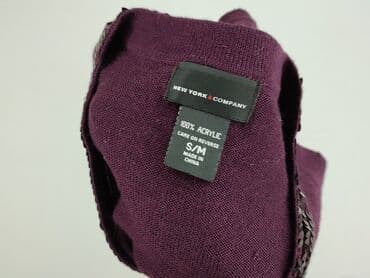 NEW YORK & COMPANY
100% ACRYLIC
CARE ON REVERSE
S/M
MADE IN
CHINA